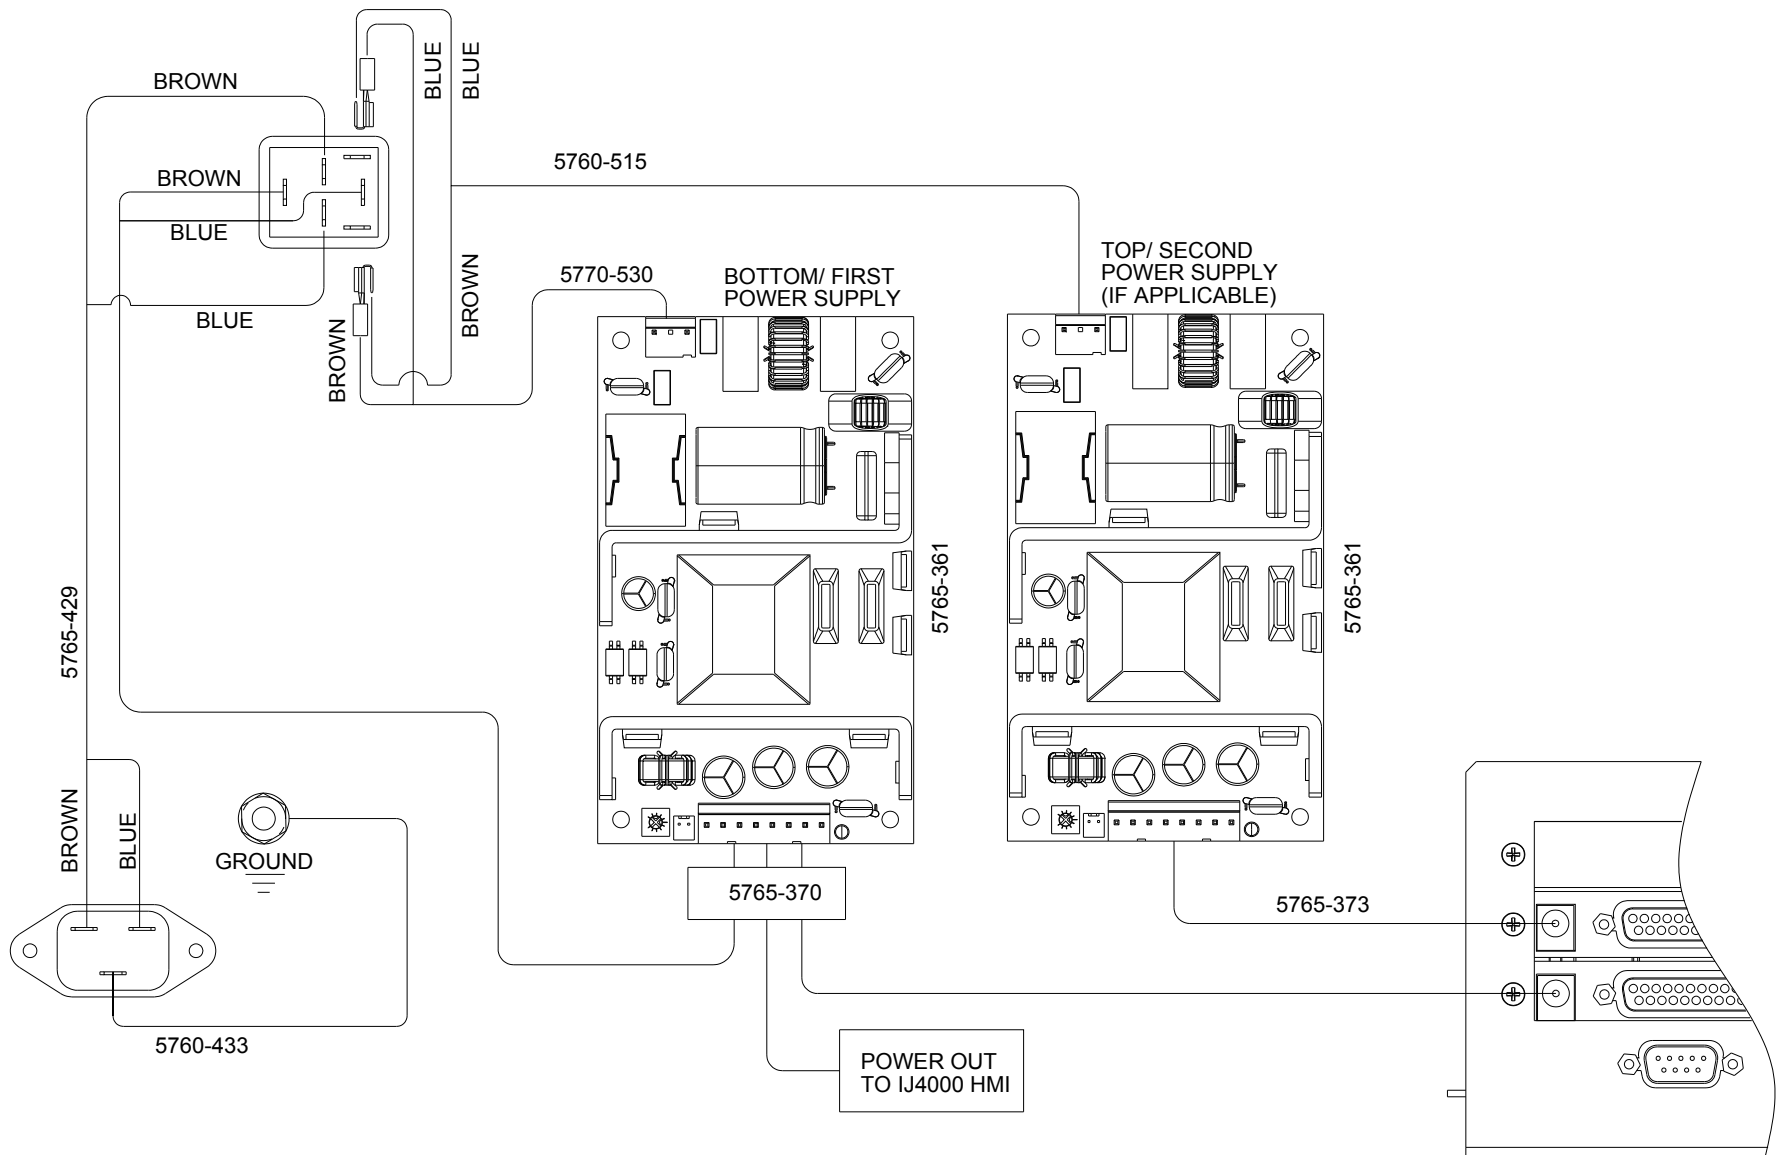 BLUE
BLUE
BROWN
BROWN
BLUE
BLUE
5760-515
5770-530
BROWN
BROWN
BOTTOM/ FIRST
POWER SUPPLY
TOP/ SECOND
POWER SUPPLY
(IF APPLICABLE)
5765-361
5765-361
5765-429
BROWN
BLUE
GROUND
5765-370
5765-373
5760-433
POWER OUT
TO IJ4000 HMI